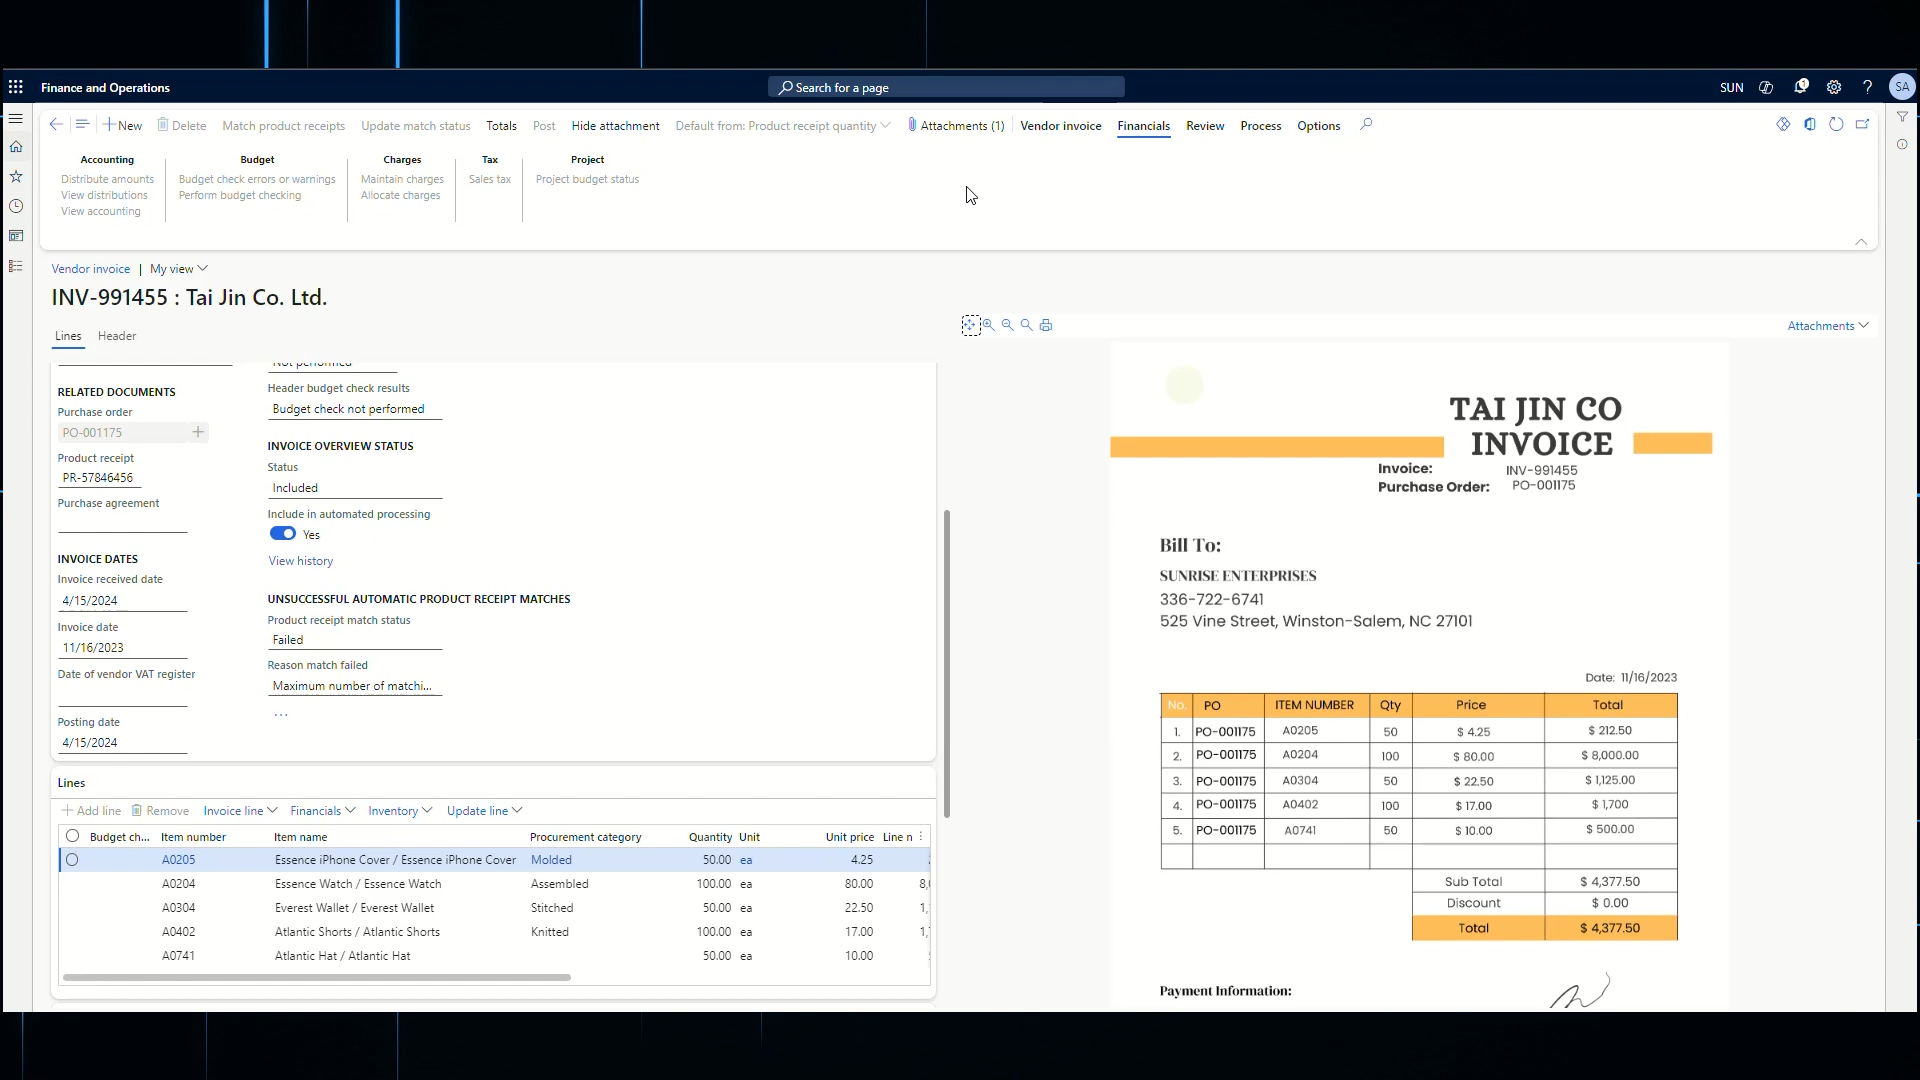 Finance and Operations
Search for a page
SUN
1
SA
New
Delete
Match product receipts
Update match status
Totals
Post
Hide attachment
Default from: Product receipt quantity
Attachments (1)
Vendor invoice
Financials
Review
Process
Options
Accounting
Distribute amounts
View distributions
View accounting
Budget
Budget check errors or warnings
Perform budget checking
Charges
Maintain charges
Allocate charges
Tax
Sales tax
Project
Project budget status
Vendor invoice | My view
INV-991455 : Tai Jin Co. Ltd.
Lines
Header
RELATED DOCUMENTS
Purchase order
PO-001175
Product receipt
PR-57846456
Purchase agreement
INVOICE DATES
Invoice received date
4/15/2024
Invoice date
11/16/2023
Date of vendor VAT register
Posting date
4/15/2024
Not performed
Header budget check results
Budget check not performed
INVOICE OVERVIEW STATUS
Status
Included
Include in automated processing
Yes
View history
UNSUCCESSFUL AUTOMATIC PRODUCT RECEIPT MATCHES
Product receipt match status
Failed
Reason match failed
Maximum number of matchi...
...
Lines
Add line
Remove
Invoice line
Financials
Inventory
Update line
Budget ch... Item number Item name Procurement category Quantity Unit Unit price Line n
A0205 Essence iPhone Cover / Essence iPhone Cover Molded 50.00 ea 4.25
A0204 Essence Watch / Essence Watch Assembled 100.00 ea 80.00 8,
A0304 Everest Wallet / Everest Wallet Stitched 50.00 ea 22.50 1,
A0402 Atlantic Shorts / Atlantic Shorts Knitted 100.00 ea 17.00 1,
A0741 Atlantic Hat / Atlantic Hat 50.00 ea 10.00
Attachments
TAI JIN CO
INVOICE
Invoice: INV-991455
Purchase Order: PO-001175
Bill To:
SUNRISE ENTERPRISES
336-722-6741
525 Vine Street, Winston-Salem, NC 27101
Date: 11/16/2023
No. PO ITEM NUMBER Qty Price Total
1. PO-001175 A0205 50 $ 4.25 $ 212.50
2. PO-001175 A0204 100 $ 80.00 $ 8,000.00
3. PO-001175 A0304 50 $ 22.50 $ 1,125.00
4. PO-001175 A0402 100 $ 17.00 $ 1,700
5. PO-001175 A0741 50 $ 10.00 $ 500.00
Sub Total $ 4,377.50
Discount $ 0.00
Total $ 4,377.50
Payment Information: